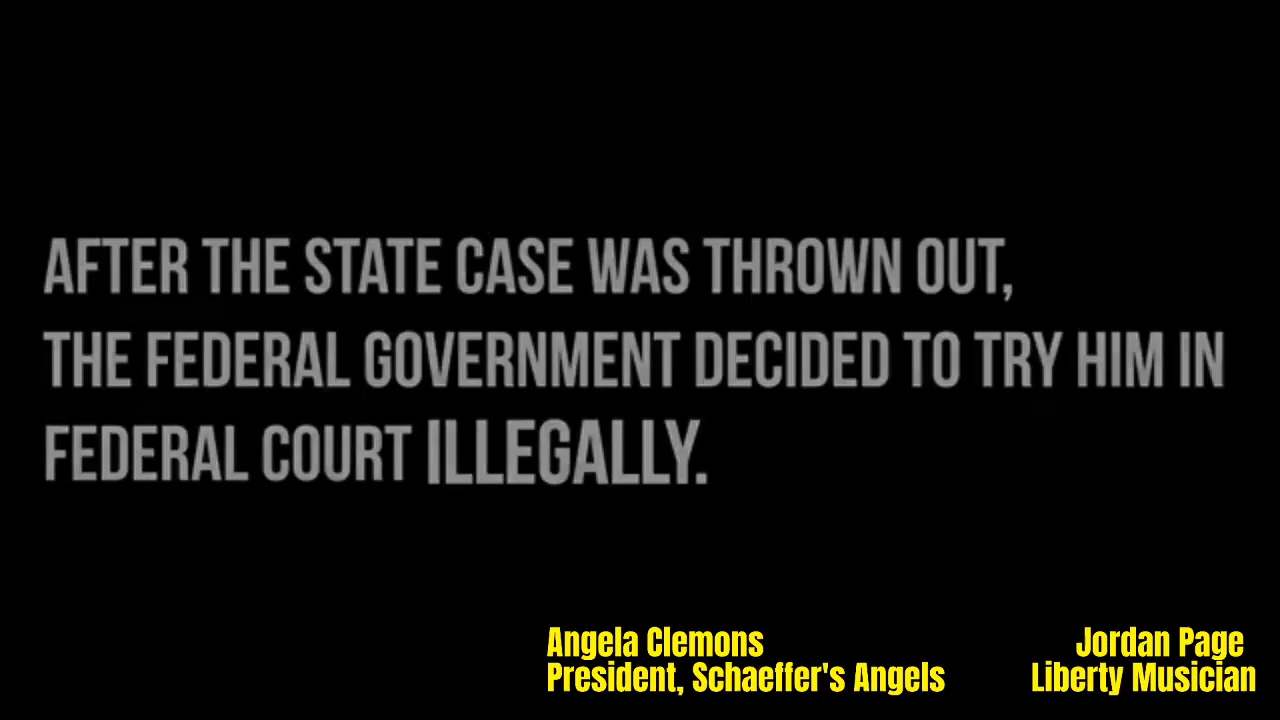 AFTER THE STATE CASE WAS THROWN OUT,
THE FEDERAL GOVERNMENT DECIDED TO TRY HIM IN
FEDERAL COURT ILLEGALLY.
Angela Clemons
President, Schaeffer's Angels
Jordan Page
Liberty Musician